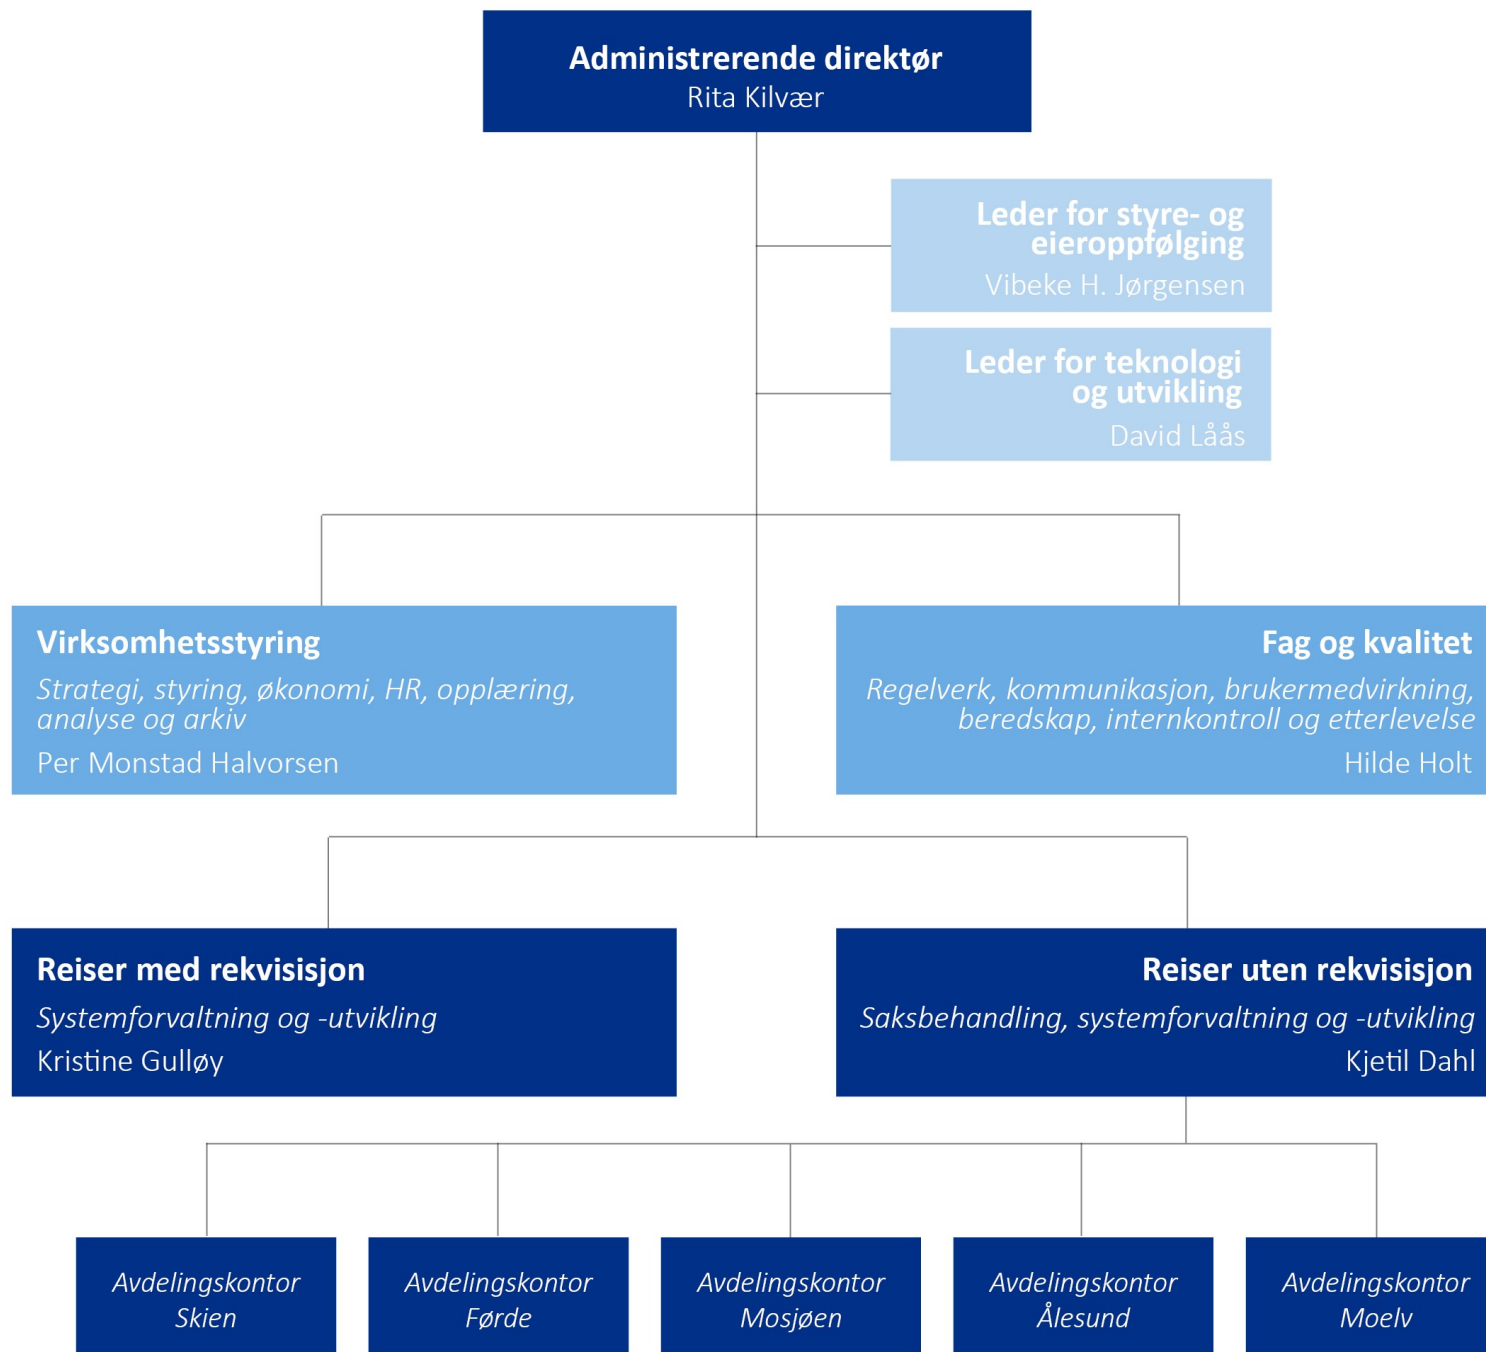 Administrerende direktør
Rita Kilvær
Leder for styre- og
eieroppfølging
Vibeke H. Jørgensen
Leder for teknologi
og utvikling
David Låås
Virksomhetsstyring
Strategi, styring, økonomi, HR, opplæring,
analyse og arkiv
Per Monstad Halvorsen
Fag og kvalitet
Regelverk, kommunikasjon, brukermedvirkning,
beredskap, internkontroll og etterlevelse
Hilde Holt
Reiser med rekvisisjon
Systemforvaltning og -utvikling
Kristine Gulløy
Reiser uten rekvisisjon
Saksbehandling, systemforvaltning og -utvikling
Kjetil Dahl
Avdelingskontor
Skien
Avdelingskontor
Førde
Avdelingskontor
Mosjøen
Avdelingskontor
Ålesund
Avdelingskontor
Moelv